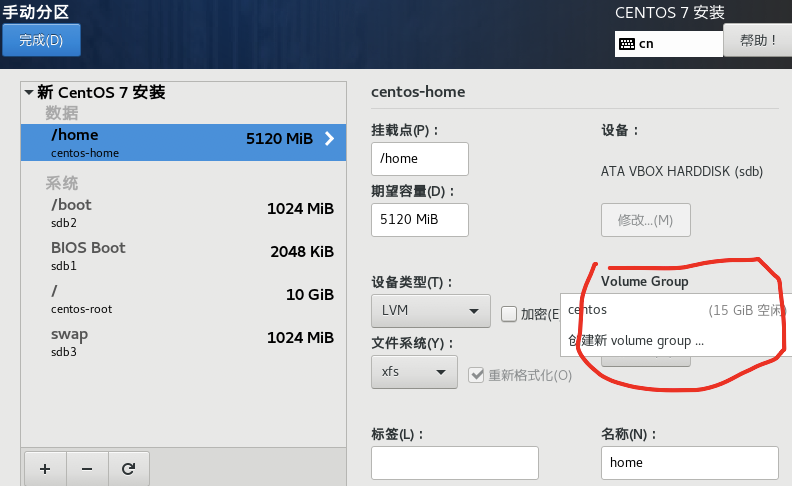 手动分区
CENTOS 7 安装
完成(D)
cn
帮助！
新 CentOS 7 安装
数据
/home
5120 MiB
centos-home
系统
/boot
1024 MiB
sdb2
BIOS Boot
2048 KiB
sdb1
/
10 GiB
centos-root
swap
1024 MiB
sdb3
centos-home
挂载点(P)：
设备：
/home
ATA VBOX HARDDISK (sdb)
期望容量(D)：
5120 MiB
修改...(M)
设备类型(T)：
Volume Group
LVM
加密(E
centos
(15 GiB 空闲)
创建新 volume group ...
文件系统(Y)：
xfs
重新格式化(O)
标签(L)：
名称(N)：
home